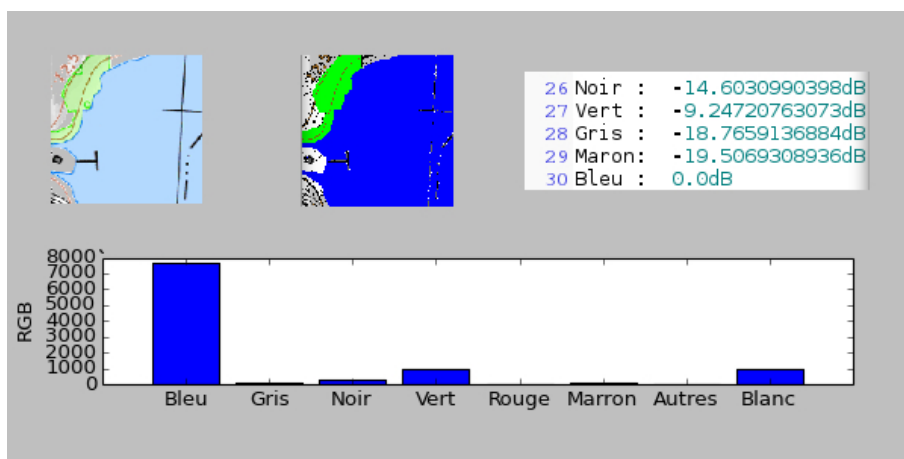 26 Noir : -14.6030990398dB
27 Vert : -9.24720763073dB
28 Gris : -18.7659136884dB
29 Maron: -19.5069308936dB
30 Bleu : 0.0dB
8000`
7000
6000
5000
4000
3000
2000
1000
0
RGB
Bleu Gris Noir Vert Rouge Marron Autres Blanc